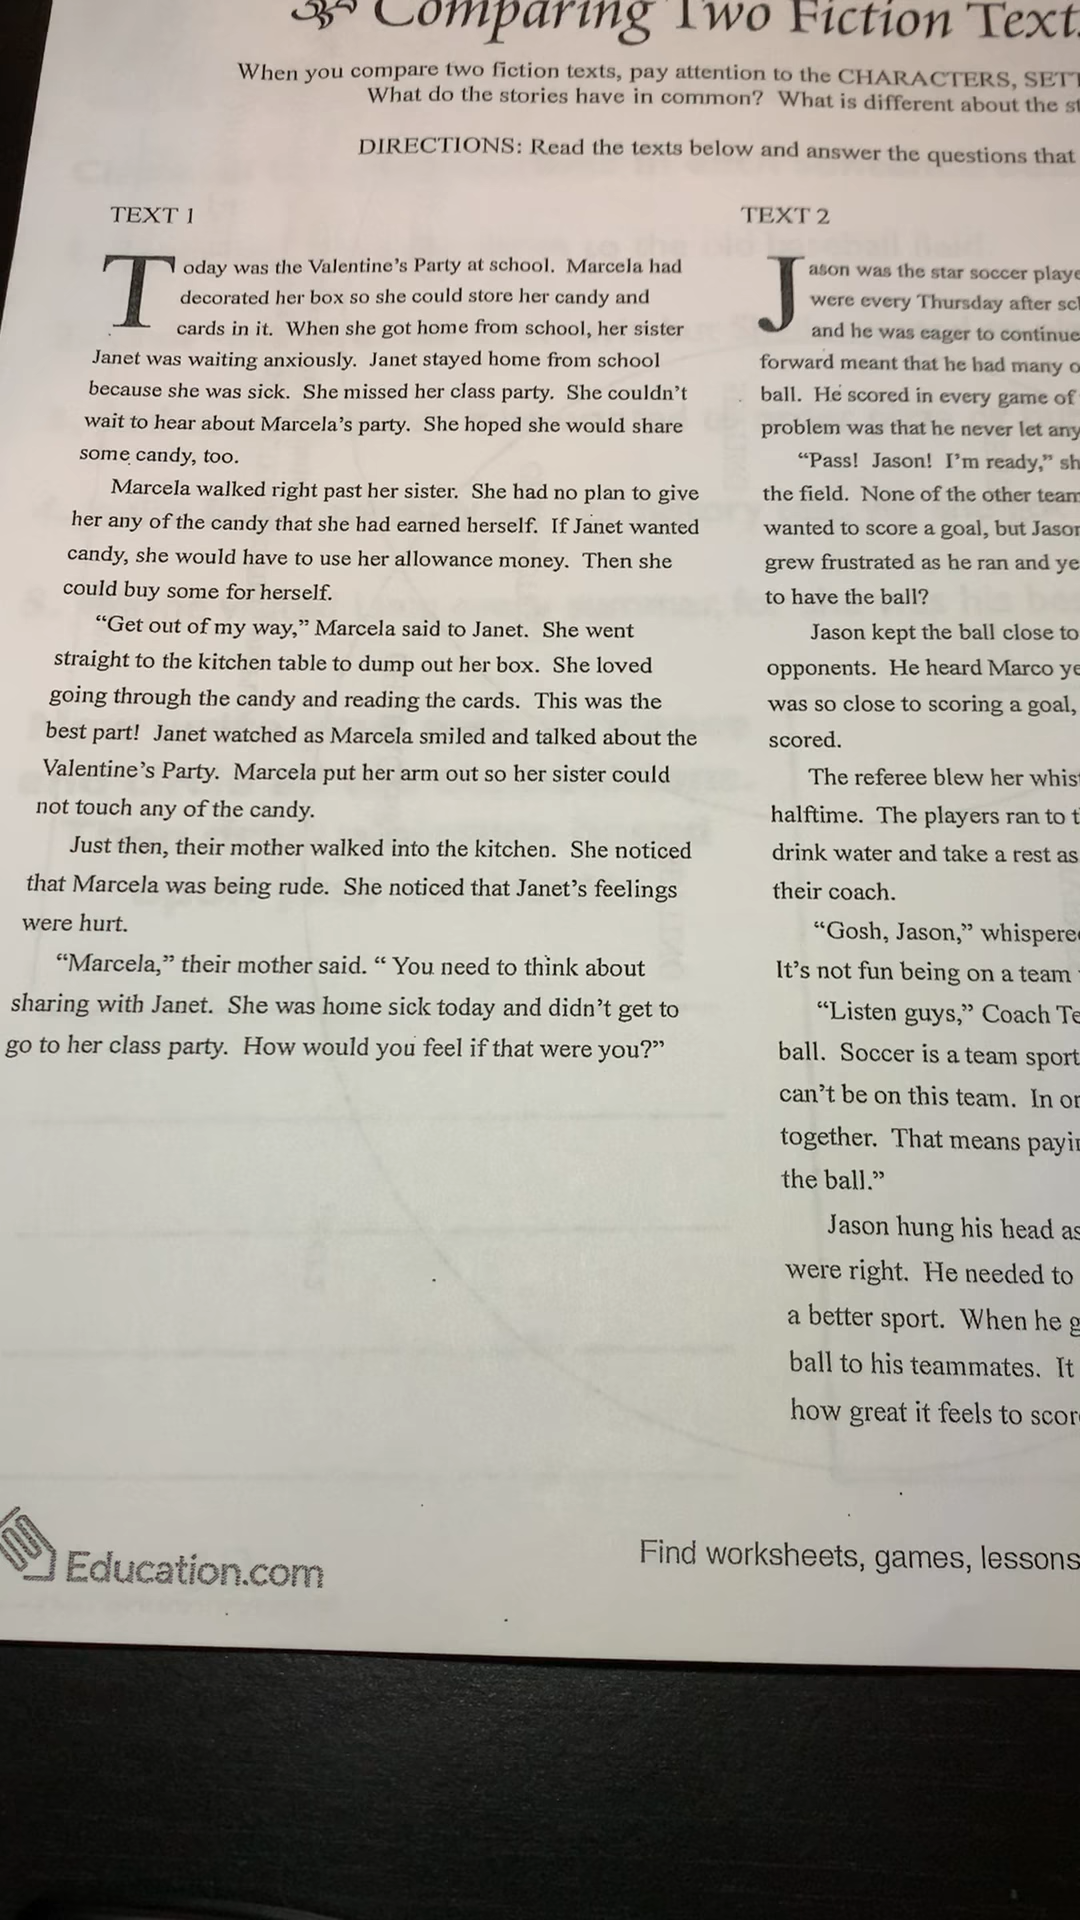 Comparing Two Fiction Text
When you compare two fiction texts, pay attention to the CHARACTERS, SETT
What do the stories have in common? What is different about the st
DIRECTIONS: Read the texts below and answer the questions that
TEXT 1
Today was the Valentine's Party at school. Marcela had
decorated her box so she could store her candy and
cards in it. When she got home from school, her sister
Janet was waiting anxiously. Janet stayed home from school
because she was sick. She missed her class party. She couldn't
wait to hear about Marcela's party. She hoped she would share
some candy, too.
Marcela walked right past her sister. She had no plan to give
her any of the candy that she had earned herself. If Janet wanted
candy, she would have to use her allowance money. Then she
could buy some for herself.
“Get out of my way,” Marcela said to Janet. She went
straight to the kitchen table to dump out her box. She loved
going through the candy and reading the cards. This was the
best part! Janet watched as Marcela smiled and talked about the
Valentine's Party. Marcela put her arm out so her sister could
not touch any of the candy.
Just then, their mother walked into the kitchen. She noticed
that Marcela was being rude. She noticed that Janet's feelings
were hurt.
“Marcela,” their mother said. “ You need to think about
sharing with Janet. She was home sick today and didn't get to
go to her class party. How would you feel if that were you?”
TEXT 2
Jason was the star soccer playe
were every Thursday after scl
and he was eager to continue
forward meant that he had many o
ball. He scored in every game of
problem was that he never let any
“Pass! Jason! I'm ready,” sh
the field. None of the other team
wanted to score a goal, but Jason
grew frustrated as he ran and ye
to have the ball?
Jason kept the ball close to
opponents. He heard Marco ye
was so close to scoring a goal,
scored.
The referee blew her whist
halftime. The players ran to t
drink water and take a rest as
their coach.
“Gosh, Jason,” whispere
It's not fun being on a team
“Listen guys,” Coach Te
ball. Soccer is a team sport
can't be on this team. In or
together. That means payin
the ball.”
Jason hung his head as
were right. He needed to
a better sport. When he g
ball to his teammates. It
how great it feels to scor
Education.com
Find worksheets, games, lessons